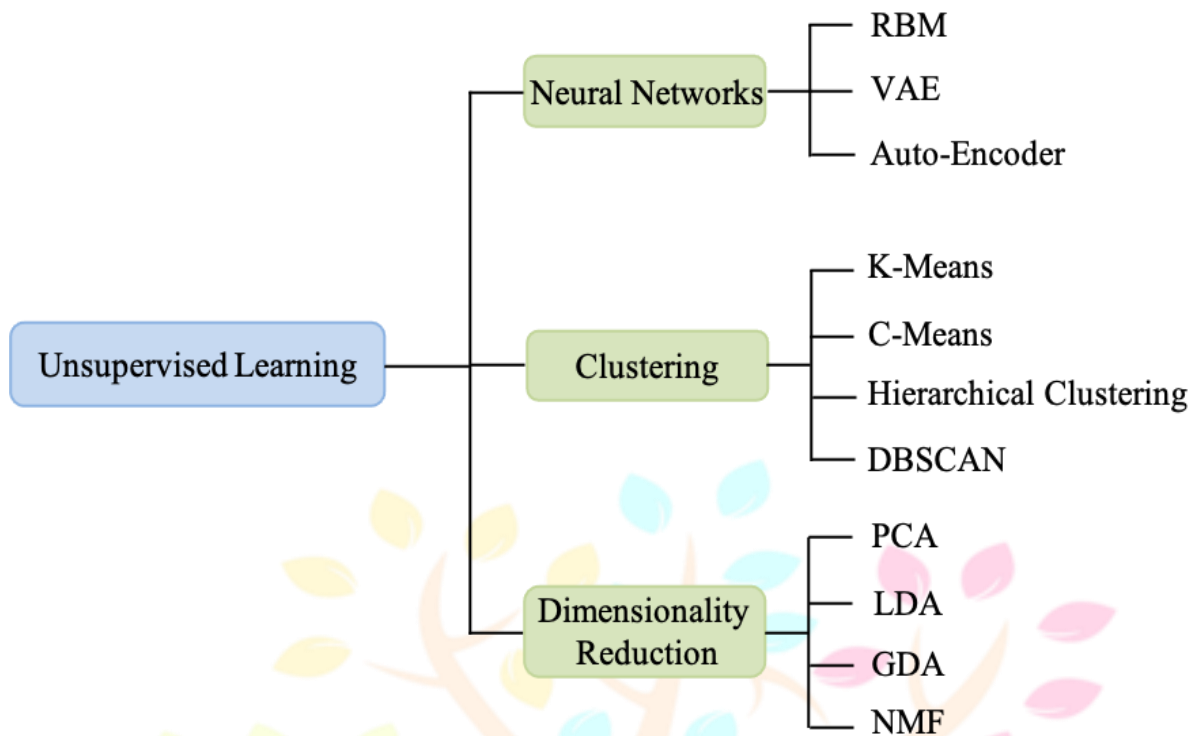 RBM
Neural Networks
VAE
Auto-Encoder
K-Means
C-Means
Unsupervised Learning
Clustering
Hierarchical Clustering
DBSCAN
PCA
Dimensionality
Reduction
LDA
GDA
NMF